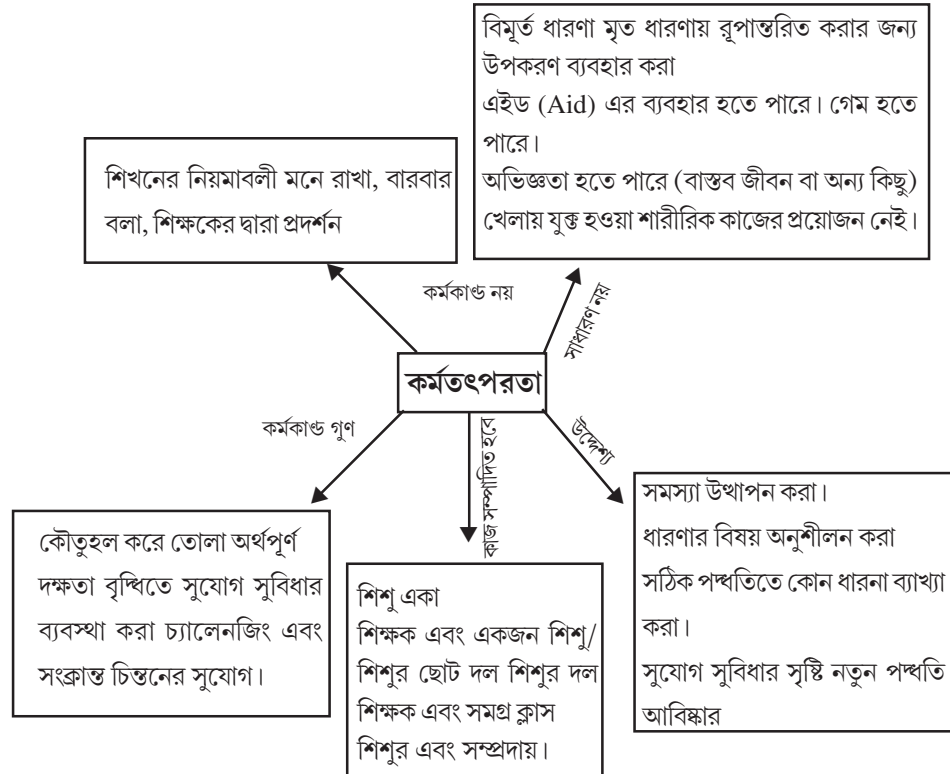 বিমূর্ত ধারণা মৃত ধারণায় রূপান্তরিত করার জন্য
উপকরণ ব্যবহার করা
এইড (Aid) এর ব্যবহার হতে পারে। গেম হতে
পারে।
অভিজ্ঞতা হতে পারে (বাস্তব জীবন বা অন্য কিছু)
খেলায় যুক্ত হওয়া শারীরিক কাজের প্রয়োজন নেই।
শিখনের নিয়মাবলী মনে রাখা, বারবার
বলা, শিক্ষকের দ্বারা প্রদর্শন
কর্মকাণ্ড নয়
সাধারণ নয়
কর্মতৎপরতা
কর্মকাণ্ড গুণ
কাজ সম্পাদিত হবে
উদ্দেশ্য
কৌতুহল করে তোলা অর্থপূর্ণ
দক্ষতা বৃদ্ধিতে সুযোগ সুবিধার
ব্যবস্থা করা চ্যালেনজিং এবং
সংক্রান্ত চিন্তনের সুযোগ।
শিশু একা
শিক্ষক এবং একজন শিশু/
শিশুর ছোট দল শিশুর দল
শিক্ষক এবং সমগ্র ক্লাস
শিশুর এবং সম্প্রদায়।
সমস্যা উত্থাপন করা।
ধারণার বিষয় অনুশীলন করা
সঠিক পদ্ধতিতে কোন ধারনা ব্যাখ্যা
করা।
সুযোগ সুবিধার সৃষ্টি নতুন পদ্ধতি
আবিষ্কার